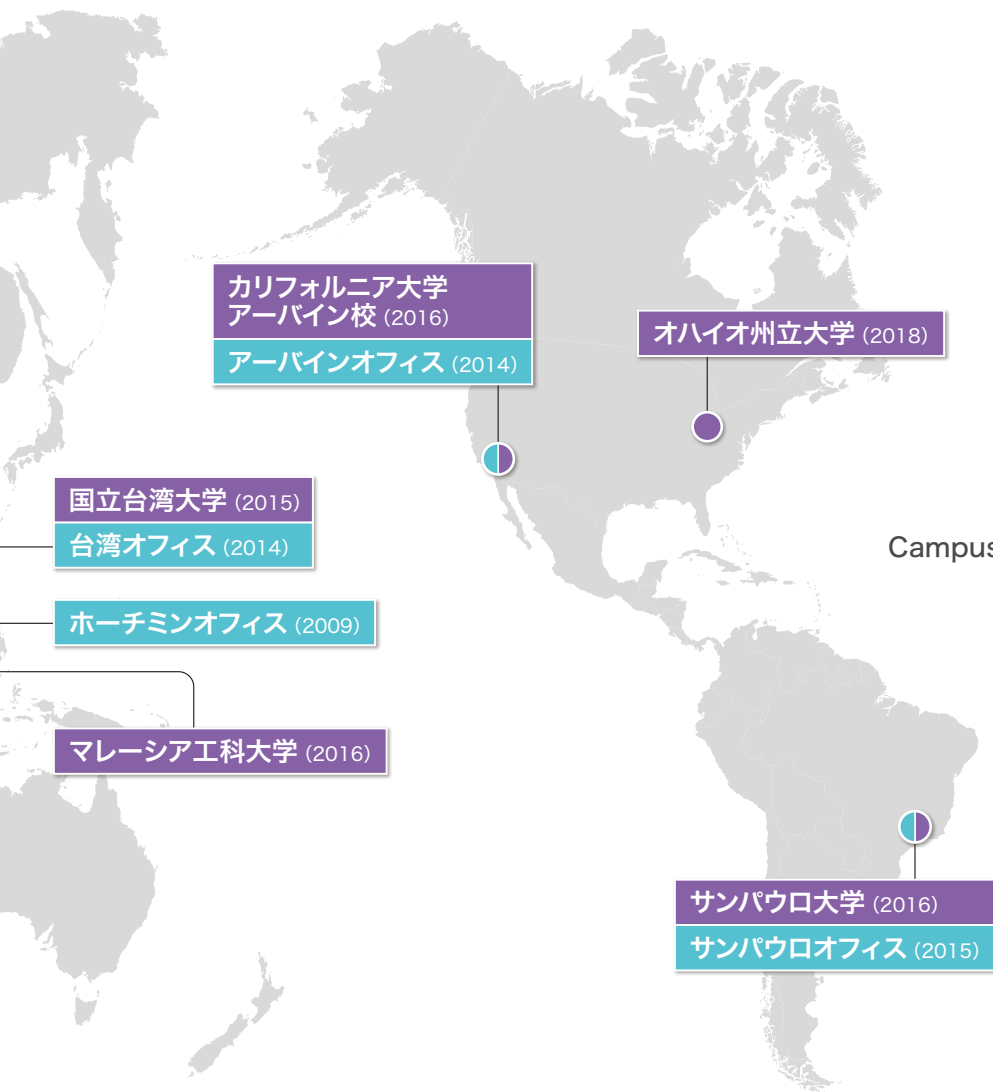 カリフォルニア大学
アーバイン校（2016）
アーバインオフィス（2014）
オハイオ州立大学（2018）
国立台湾大学（2015）
台湾オフィス（2014）
Campus
ホーチミンオフィス（2009）
マレーシア工科大学（2016）
サンパウロ大学（2016）
サンパウロオフィス（2015）